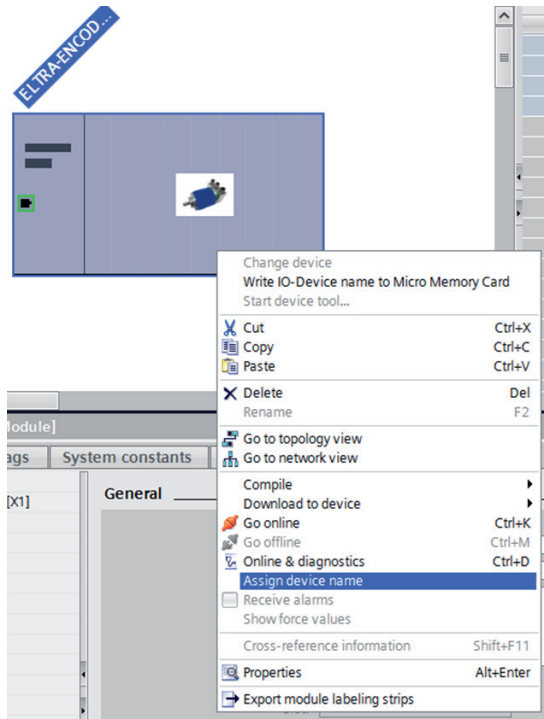 ELTRA-ENCOD...
Change device
Write IO-Device name to Micro Memory Card
Start device tool...
Cut Ctrl+X
Copy Ctrl+C
Paste Ctrl+V
Delete Del
Rename F2
Go to topology view
Go to network view
Compile
Download to device
Go online Ctrl+K
Go offline Ctrl+M
Online & diagnostics Ctrl+D
Assign device name
Receive alarms
Show force values
Cross-reference information Shift+F11
Properties Alt+Enter
Export module labeling strips
Module]
ags System constants
[X1] General